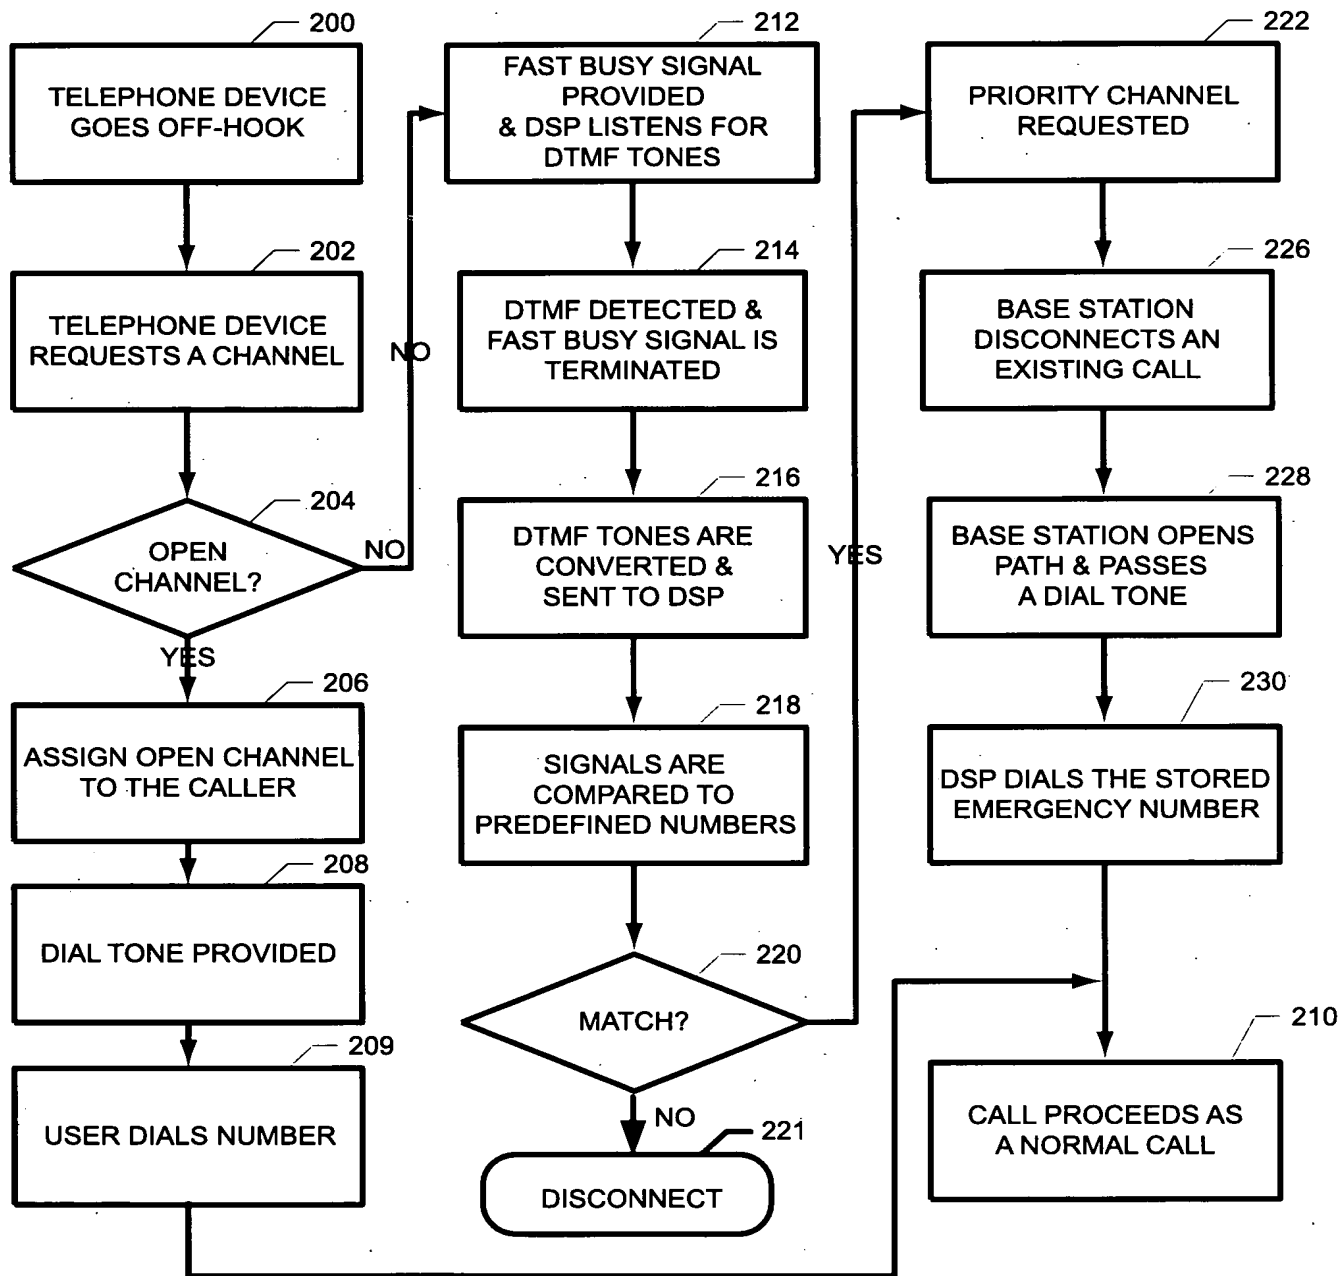 200
TELEPHONE DEVICE
GOES OFF-HOOK
202
TELEPHONE DEVICE
REQUESTS A CHANNEL
204
OPEN
CHANNEL?
NO
NO
YES
206
ASSIGN OPEN CHANNEL
TO THE CALLER
208
DIAL TONE PROVIDED
209
USER DIALS NUMBER
212
FAST BUSY SIGNAL
PROVIDED
& DSP LISTENS FOR
DTMF TONES
214
DTMF DETECTED &
FAST BUSY SIGNAL IS
TERMINATED
216
DTMF TONES ARE
CONVERTED &
SENT TO DSP
218
SIGNALS ARE
COMPARED TO
PREDEFINED NUMBERS
220
MATCH?
YES
NO
221
DISCONNECT
222
PRIORITY CHANNEL
REQUESTED
226
BASE STATION
DISCONNECTS AN
EXISTING CALL
228
BASE STATION OPENS
PATH & PASSES
A DIAL TONE
230
DSP DIALS THE STORED
EMERGENCY NUMBER
210
CALL PROCEEDS AS
A NORMAL CALL